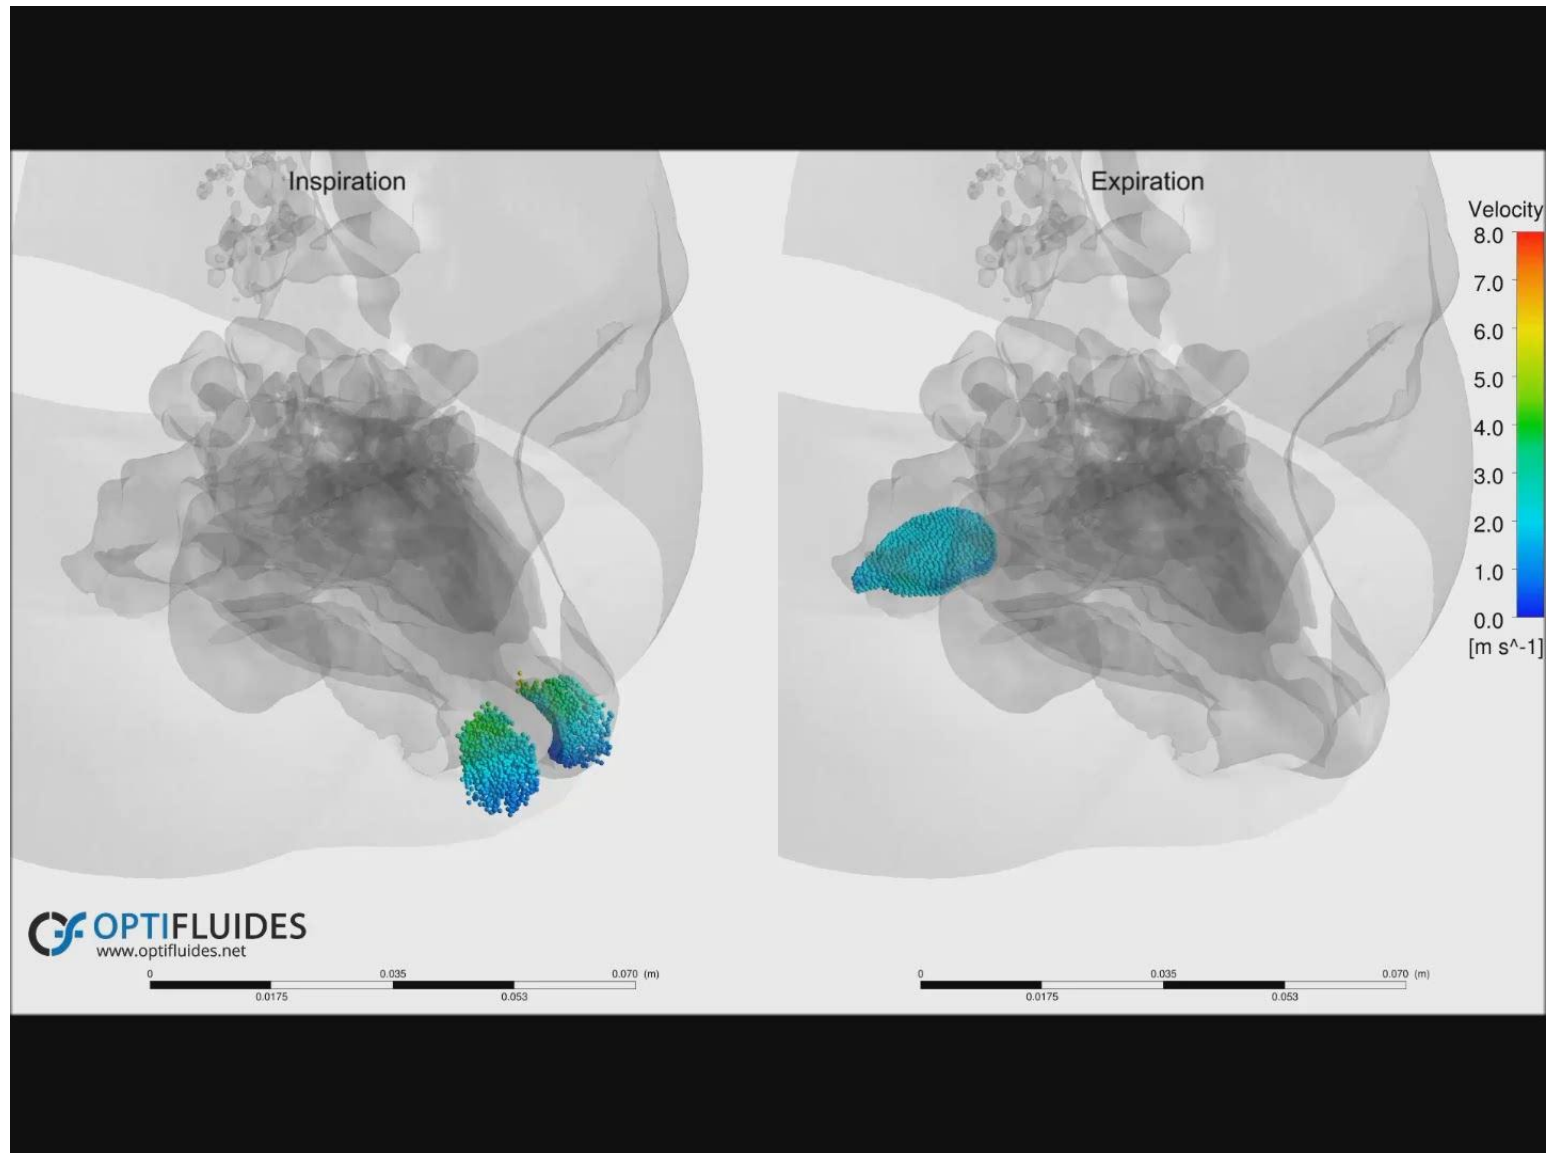 Inspiration
Expiration
Velocity
8.0
7.0
6.0
5.0
4.0
3.0
2.0
1.0
0.0
[m s^-1]
OPTIFLUIDES
www.optifluides.net
0 0.035 0.070 (m)
0.0175 0.053
0 0.035 0.070 (m)
0.0175 0.053